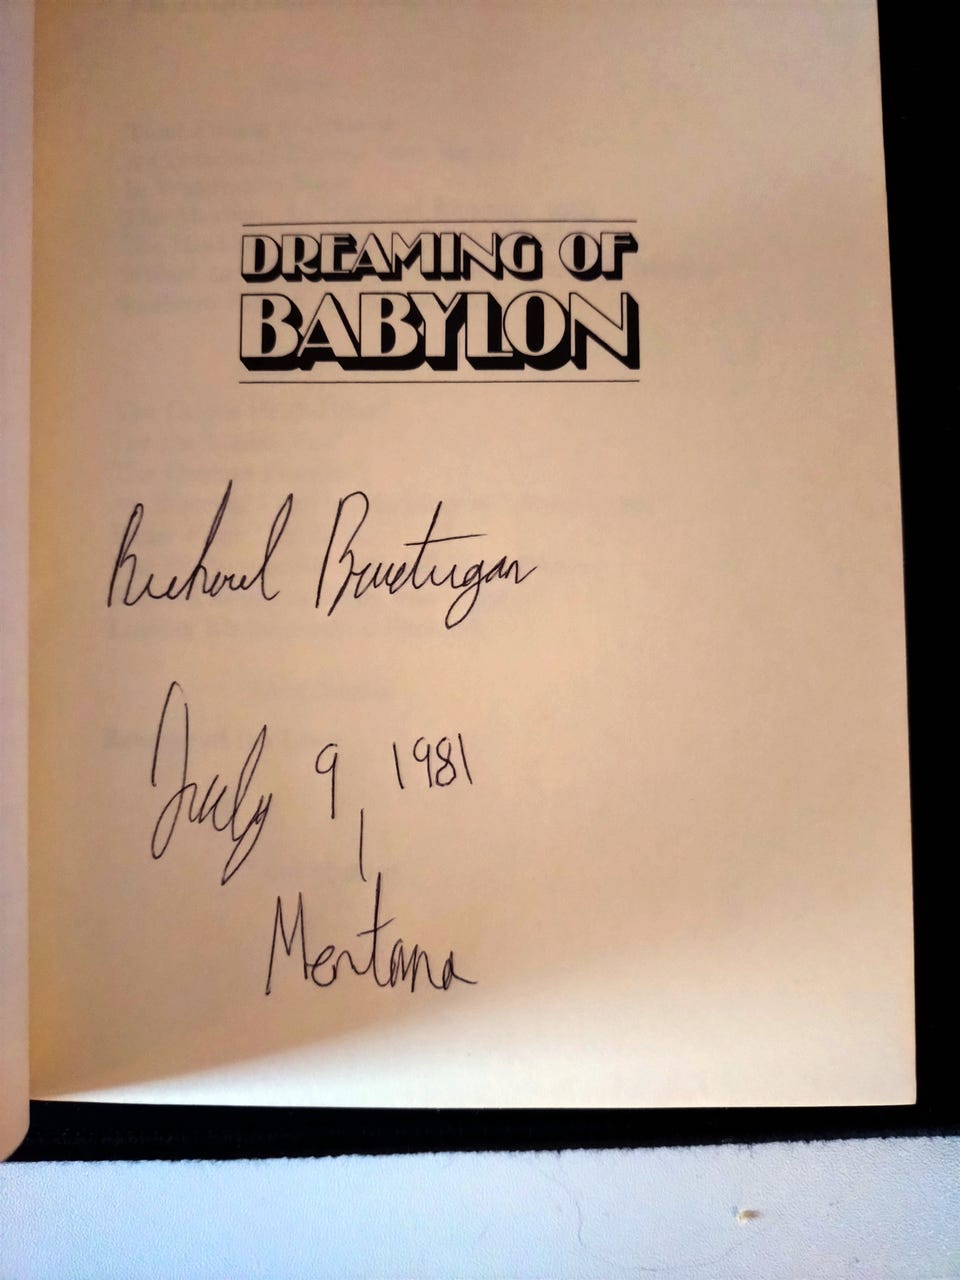 DREAMING OF
BABYLON
Richard Brautigan
July 9, 1981
Montana